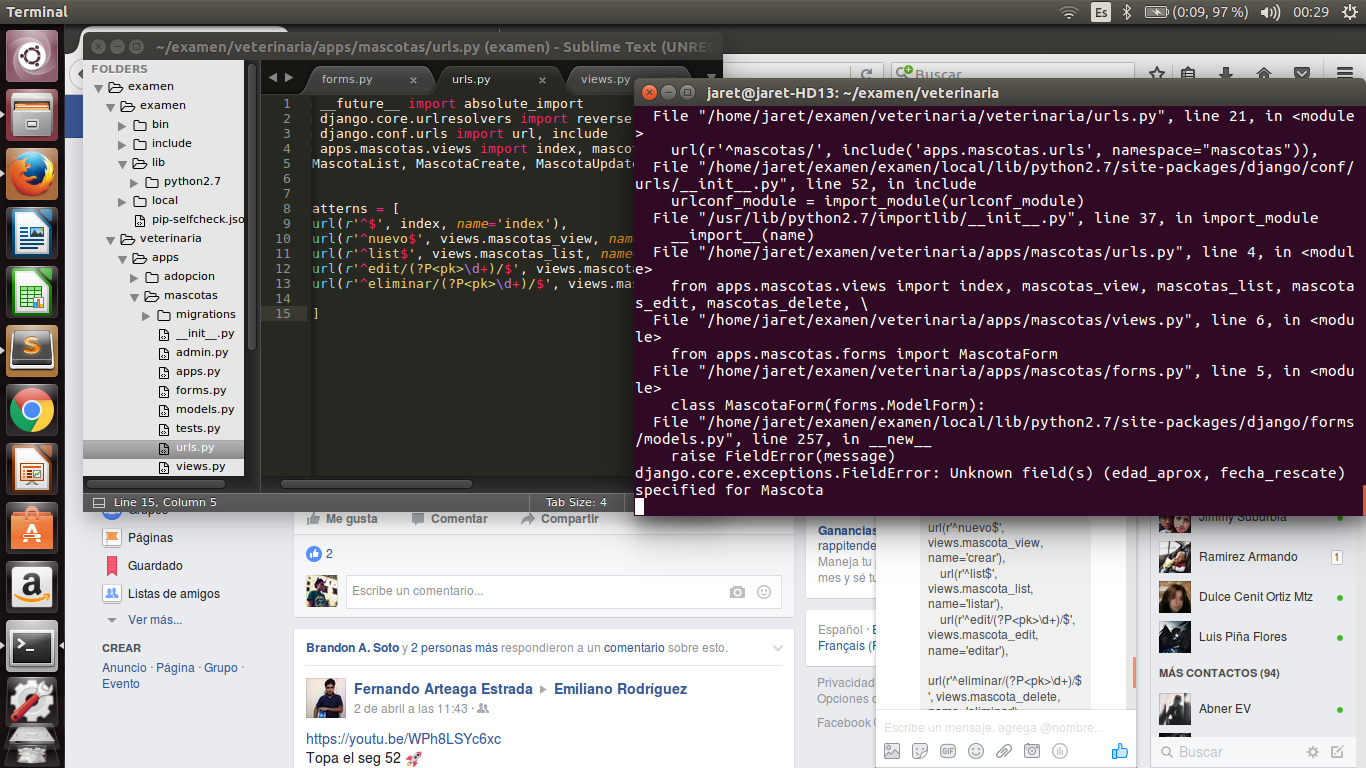 Terminal
Es
(0:09, 97 %)
00:29
~/examen/veterinaria/apps/mascotas/urls.py (examen) - Sublime Text (UNREG
Buscar
FOLDERS
examen
examen
bin
include
lib
python2.7
local
pip-selfcheck.jso
veterinaria
apps
adopcion
mascotas
migrations
__init__.py
admin.py
apps.py
forms.py
models.py
tests.py
urls.py
views.py
forms.py
urls.py
views.py
1 __future__ import absolute_import
2 django.core.urlresolvers import reverse
3 django.conf.urls import url, include
4 apps.mascotas.views import index, mascot
5 MascotaList, MascotaCreate, MascotaUpdate
6
7
8 atterns = [
9 url(r'^$', index, name='index'),
10 url(r'^nuevo$', views.mascotas_view, nam
11 url(r'^list$', views.mascotas_list, name
12 url(r'^edit/(?P<pk>\d+)/$', views.mascota
13 url(r'^eliminar/(?P<pk>\d+)/$', views.mas
14
15 ]
Line 15, Column 5
Tab Size: 4
jaret@jaret-HD13: ~/examen/veterinaria
File "/home/jaret/examen/veterinaria/veterinaria/urls.py", line 21, in <module
>
url(r'^mascotas/', include('apps.mascotas.urls', namespace="mascotas")),
File "/home/jaret/examen/examen/local/lib/python2.7/site-packages/django/conf/
urls/__init__.py", line 52, in include
urlconf_module = import_module(urlconf_module)
File "/usr/lib/python2.7/importlib/__init__.py", line 37, in import_module
__import__(name)
File "/home/jaret/examen/veterinaria/apps/mascotas/urls.py", line 4, in <modul
e>
from apps.mascotas.views import index, mascotas_view, mascotas_list, mascota
s_edit, mascotas_delete, \
File "/home/jaret/examen/veterinaria/apps/mascotas/views.py", line 6, in <modu
le>
from apps.mascotas.forms import MascotaForm
File "/home/jaret/examen/veterinaria/apps/mascotas/forms.py", line 5, in <modu
le>
class MascotaForm(forms.ModelForm):
File "/home/jaret/examen/examen/local/lib/python2.7/site-packages/django/forms
/models.py", line 257, in __new__
raise FieldError(message)
django.core.exceptions.FieldError: Unknown field(s) (edad_aprox, fecha_rescate)
specified for Mascota
Grupos
Páginas
Guardado
Listas de amigos
Ver más...
CREAR
Anuncio · Página · Grupo ·
Evento
Me gusta
Comentar
Compartir
2
Escribe un comentario...
Brandon A. Soto y 2 personas más respondieron a un comentario sobre esto.
Fernando Arteaga Estrada ▶ Emiliano Rodríguez
2 de abril a las 11:43 ·
https://youtu.be/WPh8LSYc6xc
Topa el seg 52 🚀
Ganancias
rappitende
Maneja tu
mes y sé tu
Español ·
Français (
Privacidad
Opciones
Facebook
url(r'^nuevo$',
views.mascota_view,
name='crear'),
url(r'^list$',
views.mascota_list,
name='listar'),
url(r'^edit/(?P<pk>\d+)/$',
views.mascota_edit,
name='editar'),
url(r'^eliminar/(?P<pk>\d+)/$
', views.mascota_delete,
name='eliminar'),
Escribe un mensaje, agrega @nombre...
GIF
Jimmy Suburbia
Ramirez Armando
1
Dulce Cenit Ortiz Mtz
Luis Piña Flores
MÁS CONTACTOS (94)
Abner EV
Buscar